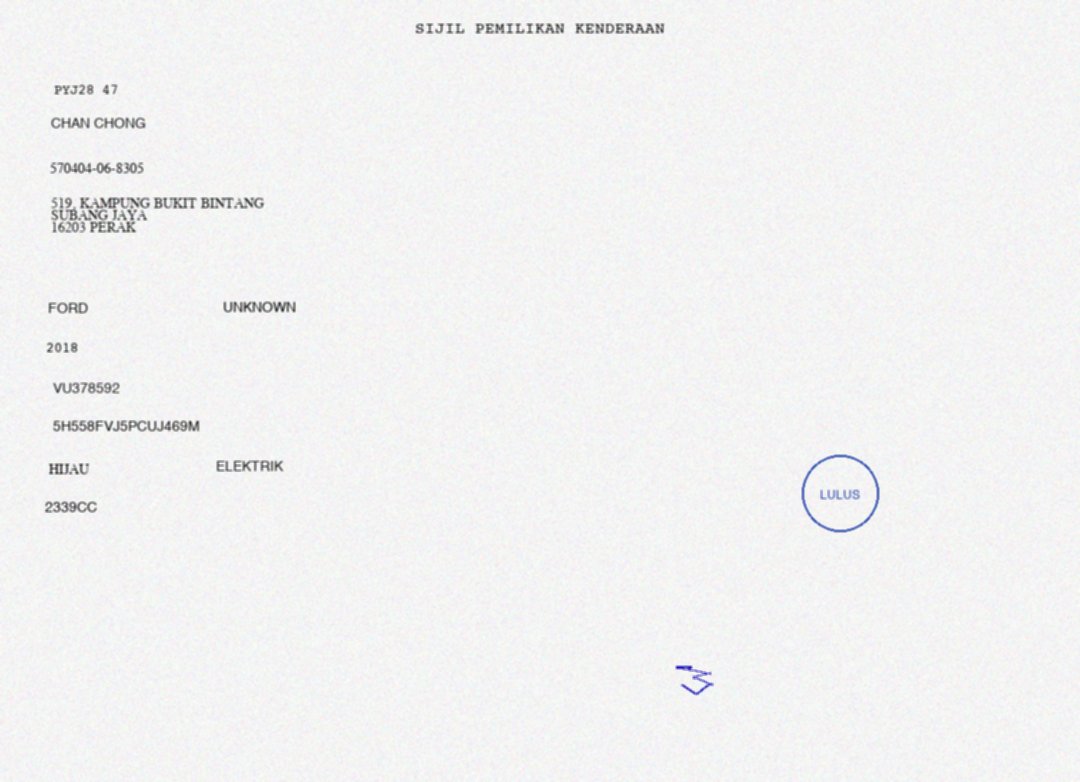 SIJIL PEMILIKAN KENDERAAN
PYJ28 47
CHAN CHONG
570404-06-8305
519, KAMPUNG BUKIT BINTANG
SUBANG JAYA
16203 PERAK
FORD UNKNOWN
2018
VU378592
5H558FVJ5PCUJ469M
HIJAU ELEKTRIK
2339CC
LULUS